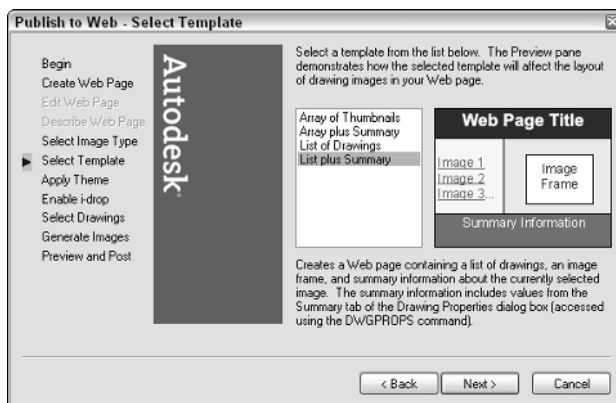 Publish to Web - Select Template
Begin
Create Web Page
Edit Web Page
Describe Web Page
Select Image Type
Select Template
Apply Theme
Enable i-drop
Select Drawings
Generate Images
Preview and Post
Autodesk
Select a template from the list below. The Preview pane
demonstrates how the selected template will affect the layout
of drawing images in your Web page.
Array of Thumbnails
Array plus Summary
List of Drawings
List plus Summary
Web Page Title
Image 1
Image 2
Image 3...
Image
Frame
Summary Information
Creates a Web page containing a list of drawings, an image
frame, and summary information about the currently selected
image. The summary information includes values from the
Summary tab of the Drawing Properties dialog box (accessed
using the DWGPROPS command).
< Back
Next >
Cancel